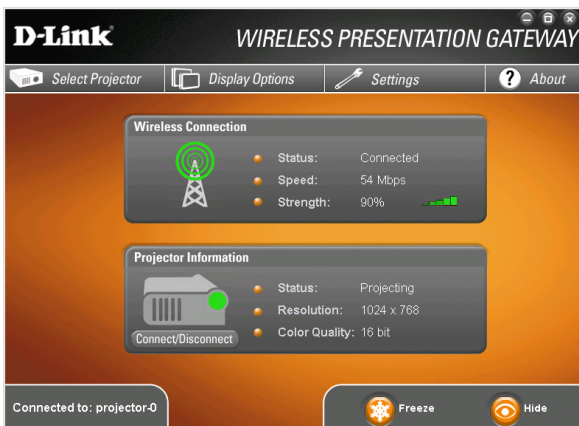 D-Link
WIRELESS PRESENTATION GATEWAY
Select Projector
Display Options
Settings
? About
Wireless Connection
Status: Connected
Speed: 54 Mbps
Strength: 90%
Projector Information
Status: Projecting
Resolution: 1024 x 768
Color Quality: 16 bit
Connect/Disconnect
Connected to: projector-0
Freeze
Hide